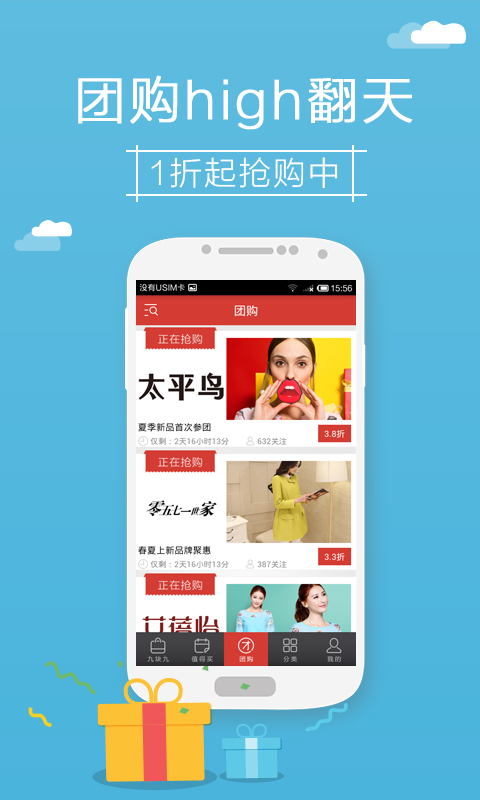 团购high翻天
1折起抢购中
没有USIM卡 15:56
团购
正在抢购
太平鸟
夏季新品首次参团
仅剩：2天16小时13分 632关注
3.8折
正在抢购
零五七一世家
春夏上新品牌聚惠
仅剩：2天16小时13分 387关注
3.3折
正在抢购
九块九 值得买 团 团购 分类 我的